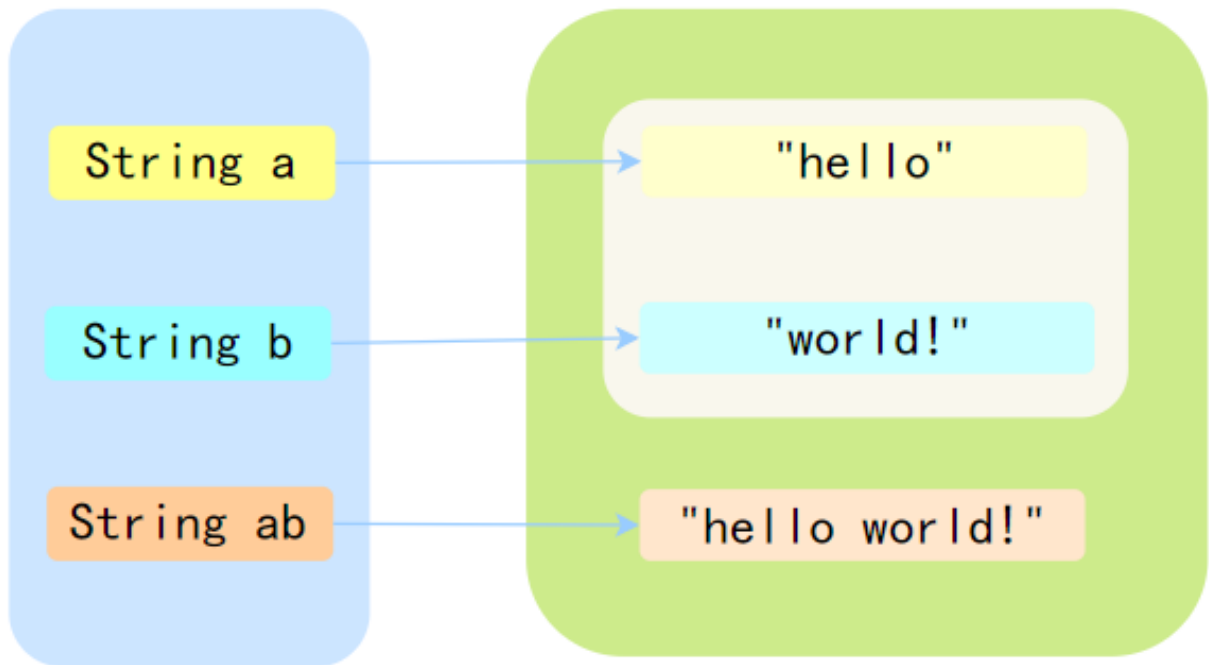 String a
"hello"
String b
"world!"
String ab
"hello world!"